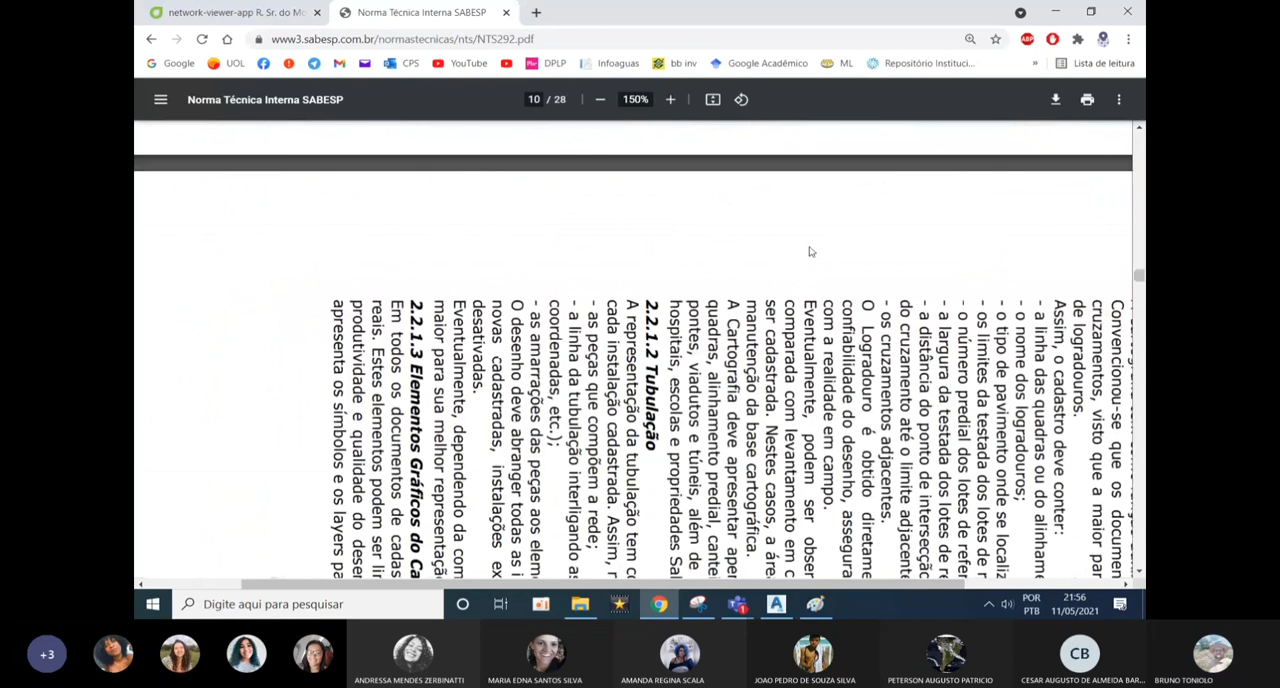 network-viewer-app R. Sr. do Mo
Norma Técnica Interna SABESP
www3.sabesp.com.br/normastecnicas/nts/NTS292.pdf
ABP
Google
UOL
CPS
YouTube
DPLP
Infoaguas
bb inv
Google Acadêmico
ML
Repositório Instituci...
»
Lista de leitura
Norma Técnica Interna SABESP
10 / 28
150%
Convencionou-se que os documen
cruzamentos, visto que a maior par
de logradouros.
Assim, o cadastro deve conter:
- a linha das quadras ou do alinhame
- o nome dos logradouros;
- o tipo de pavimento onde se localiz
- os limites da testada dos lotes de r
- o número predial dos lotes de refer
- a largura da testada dos lotes de re
- a distância do ponto de intersecção
do cruzamento até o limite adjacente
- os cruzamentos adjacentes.
O Logradouro é obtido diretame
confiabilidade do desenho, assegura
com a realidade em campo.
Eventualmente, podem ser obser
comparada com levantamento em c
ser cadastrada. Nestes casos, a áre
manutenção da base cartográfica.
A Cartografia deve apresentar aper
quadras, alinhamento predial, cante
pontes, viadutos e túneis, além de
hospitais, escolas e propriedades Sal
2.2.1.2 Tubulação
A representação da tubulação tem co
cada instalação cadastrada. Assim, r
- as peças que compõem a rede;
- a linha da tubulação interligando as
coordenadas, etc.);
- as amarrações das peças aos elem
O desenho deve abranger todas as i
novas cadastradas, instalações ex
desativadas.
Eventualmente, dependendo da com
maior para sua melhor representaçã
2.2.1.3 Elementos Gráficos do Ca
Em todos os documentos de cadas
reais. Estes elementos podem ser lir
produtividade e qualidade do deser
apresenta os símbolos e os layers pa
Digite aqui para pesquisar
POR
PTB
21:56
11/05/2021
+3
ANDRESSA MENDES ZERBINATTI
MARIA EDNA SANTOS SILVA
AMANDA REGINA SCALA
JOAO PEDRO DE SOUZA SILVA
PETERSON AUGUSTO PATRICIO
CB
CESAR AUGUSTO DE ALMEIDA BAR...
BRUNO TONIOLO